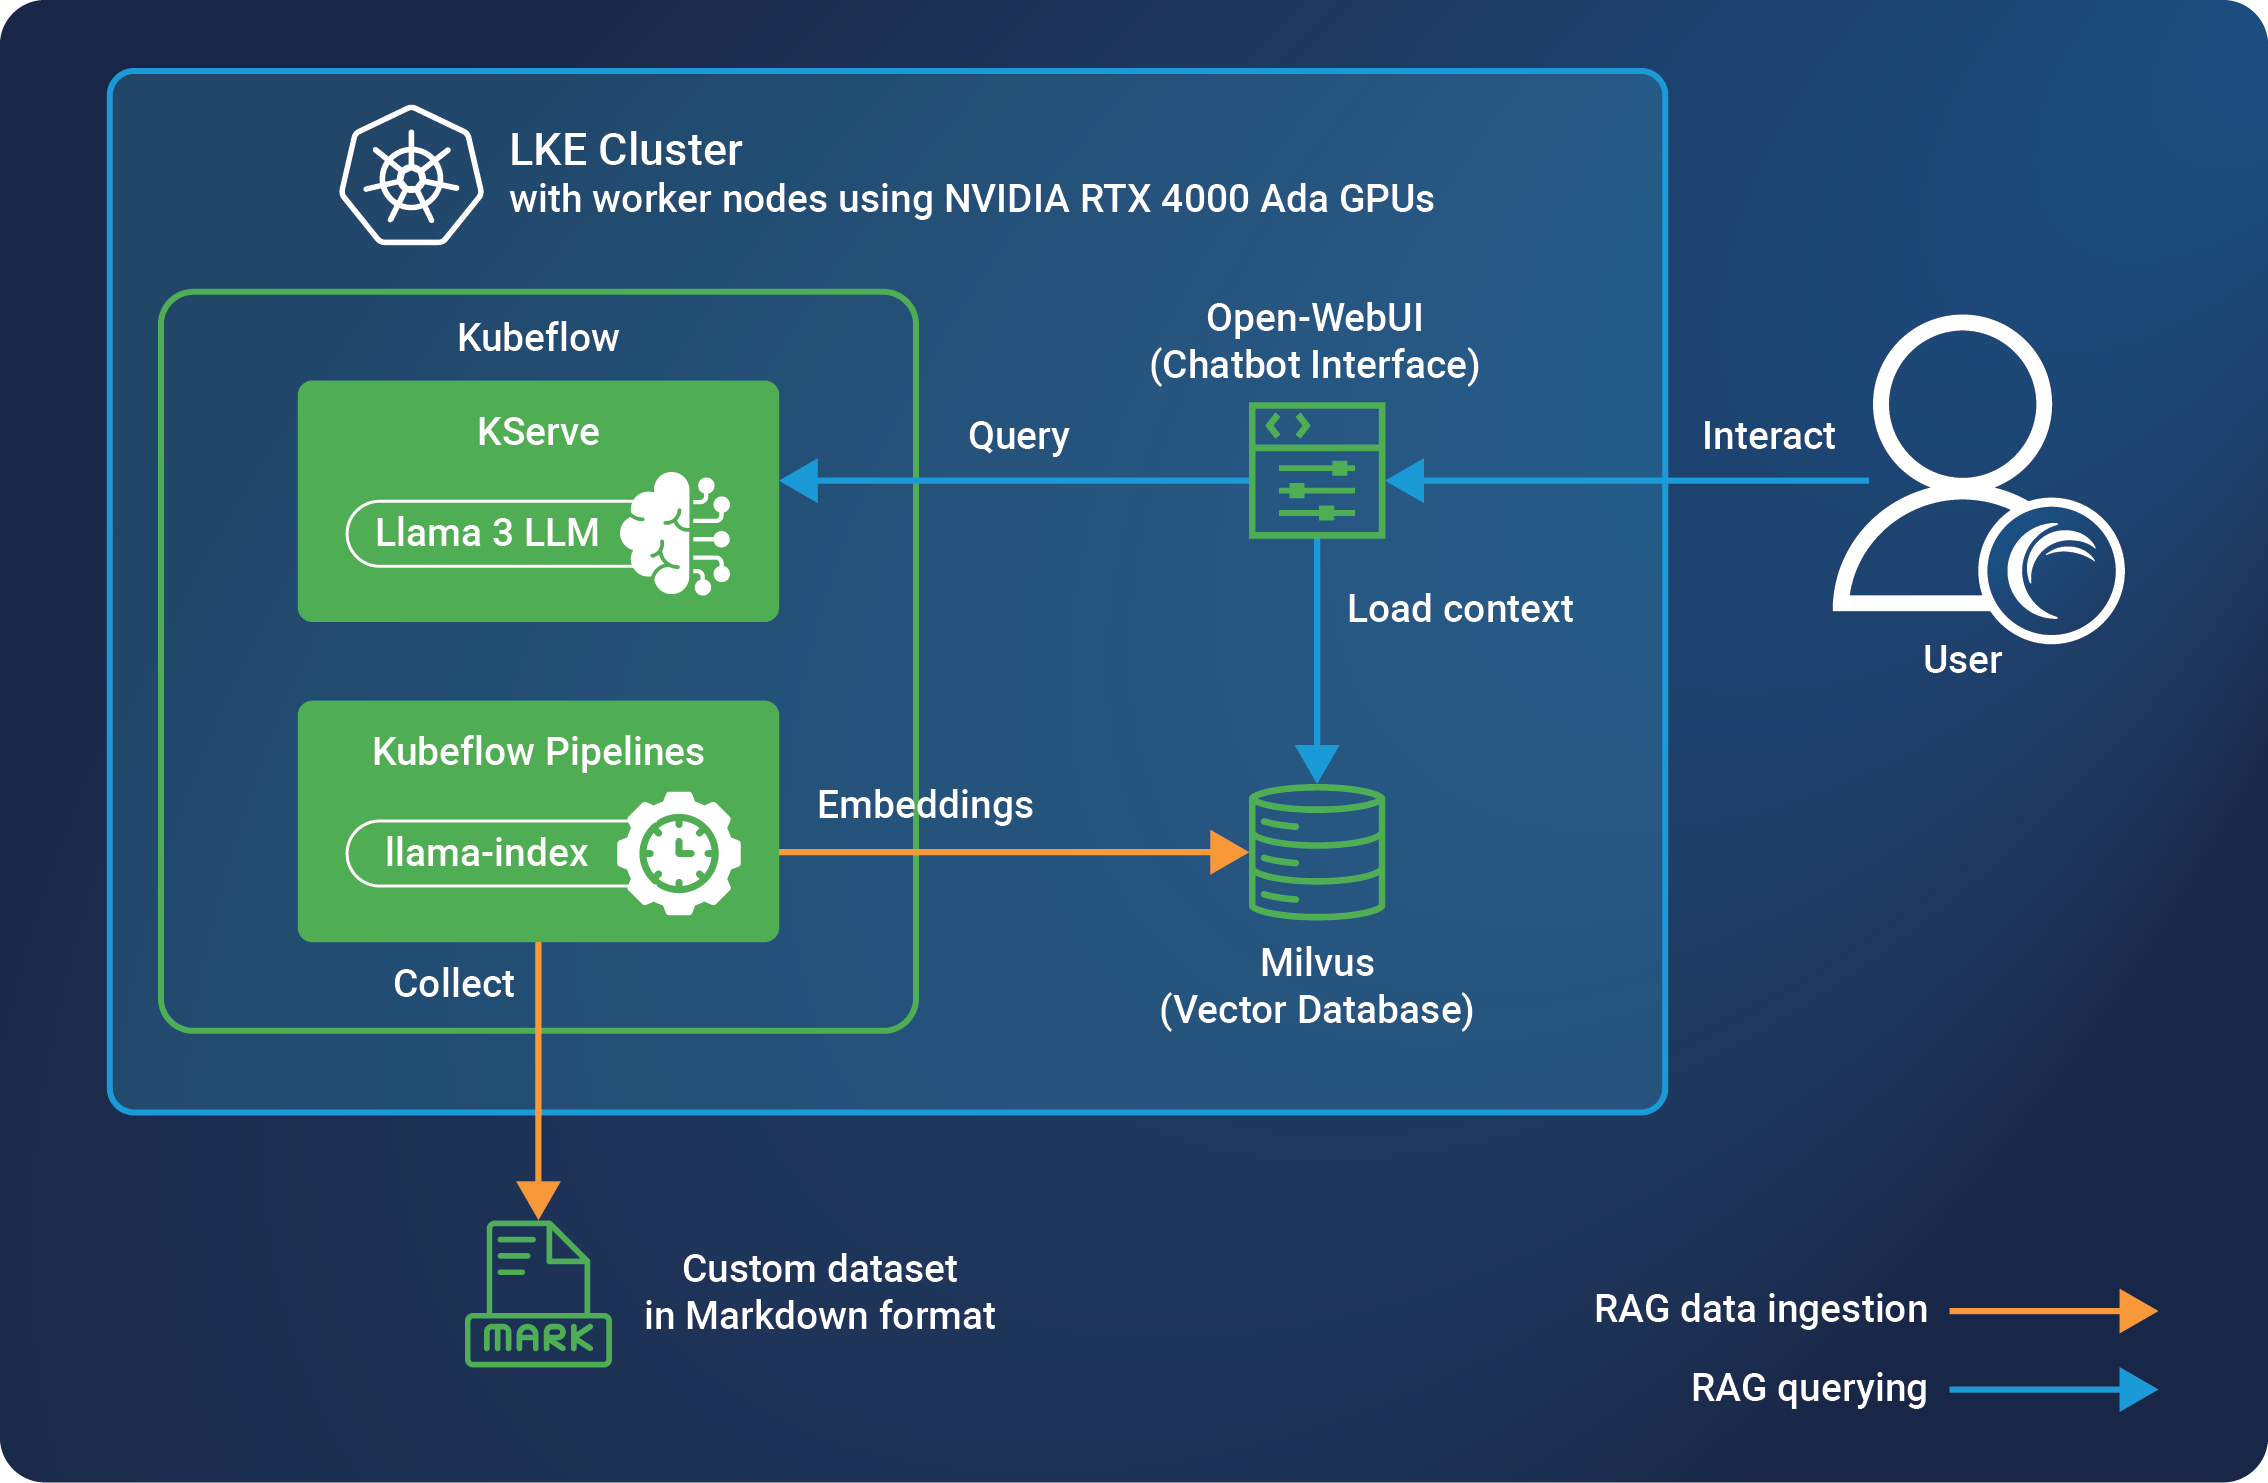 LKE Cluster
with worker nodes using NVIDIA RTX 4000 Ada GPUs
Kubeflow
KServe
Llama 3 LLM
Query
Open-WebUI
(Chatbot Interface)
Interact
User
Load context
Kubeflow Pipelines
llama-index
Embeddings
Milvus
(Vector Database)
Collect
Custom dataset
in Markdown format
MARK
RAG data ingestion
RAG querying